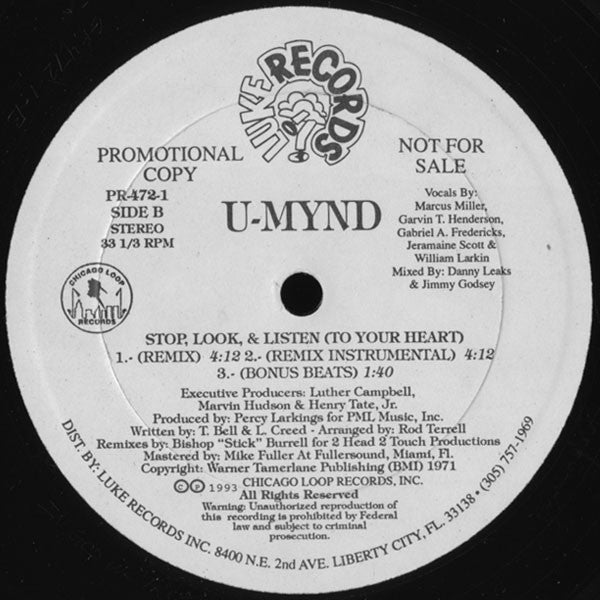 LUKE RECORDS
PROMOTIONAL
COPY
NOT FOR
SALE
PR-472-1
SIDE B
STEREO
33 1/3 RPM
U-MYND
Vocals By:
Marcus Miller,
Garvin T. Henderson,
Gabriel A. Fredericks,
Jeramaine Scott &
William Larkin
Mixed By: Danny Leaks
& Jimmy Godsey
CHICAGO LOOP
RECORDS
STOP, LOOK, & LISTEN (TO YOUR HEART)
1.- (REMIX) 4:12 2.- (REMIX INSTRUMENTAL) 4:12
3.- (BONUS BEATS) 1:40
Executive Producers: Luther Campbell,
Marvin Hudson & Henry Tate, Jr.
Produced by: Percy Larkings for PML Music, Inc.
Written by: T. Bell & L. Creed - Arranged by: Rod Terrell
Remixes by: Bishop "Stick" Burrell for 2 Head 2 Touch Productions
Mastered by: Mike Fuller At Fullersound, Miami, Fl.
Copyright: Warner Tamerlane Publishing (BMI) 1971
© ℗ 1993 CHICAGO LOOP RECORDS, INC.
All Rights Reserved
Warning: Unauthorized reproduction of
this recording is prohibited by Federal
law and subject to criminal
prosecution.
DIST. BY: LUKE RECORDS INC. 8400 N.E. 2nd AVE. LIBERTY CITY, FL. 33138 • (305) 757-1969